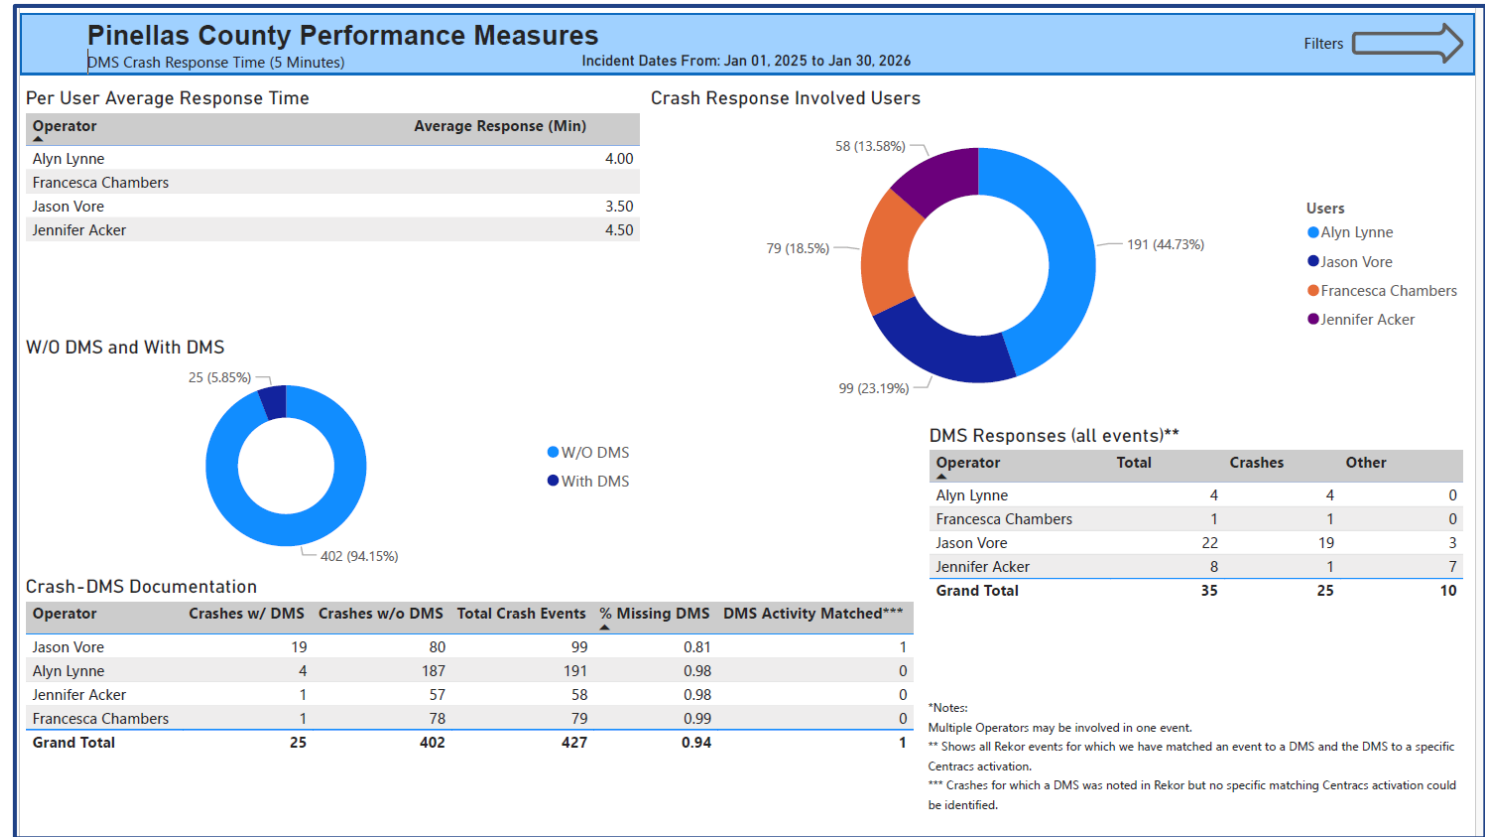 Pinellas County Performance Measures
DMS Crash Response Time (5 Minutes)
Incident Dates From: Jan 01, 2025 to Jan 30, 2026
Filters
Per User Average Response Time
Operator Average Response (Min)
Alyn Lynne 4.00
Francesca Chambers
Jason Vore 3.50
Jennifer Acker 4.50
Crash Response Involved Users
58 (13.58%)
79 (18.5%)
191 (44.73%)
99 (23.19%)
Users
Alyn Lynne
Jason Vore
Francesca Chambers
Jennifer Acker
W/O DMS and With DMS
25 (5.85%)
402 (94.15%)
W/O DMS
With DMS
DMS Responses (all events)**
Operator Total Crashes Other
Alyn Lynne 4 4 0
Francesca Chambers 1 1 0
Jason Vore 22 19 3
Jennifer Acker 8 1 7
Grand Total 35 25 10
Crash-DMS Documentation
Operator Crashes w/ DMS Crashes w/o DMS Total Crash Events % Missing DMS DMS Activity Matched***
Jason Vore 19 80 99 0.81 1
Alyn Lynne 4 187 191 0.98 0
Jennifer Acker 1 57 58 0.98 0
Francesca Chambers 1 78 79 0.99 0
Grand Total 25 402 427 0.94 1
*Notes:
Multiple Operators may be involved in one event.
** Shows all Rekor events for which we have matched an event to a DMS and the DMS to a specific
Centracs activation.
*** Crashes for which a DMS was noted in Rekor but no specific matching Centracs activation could
be identified.